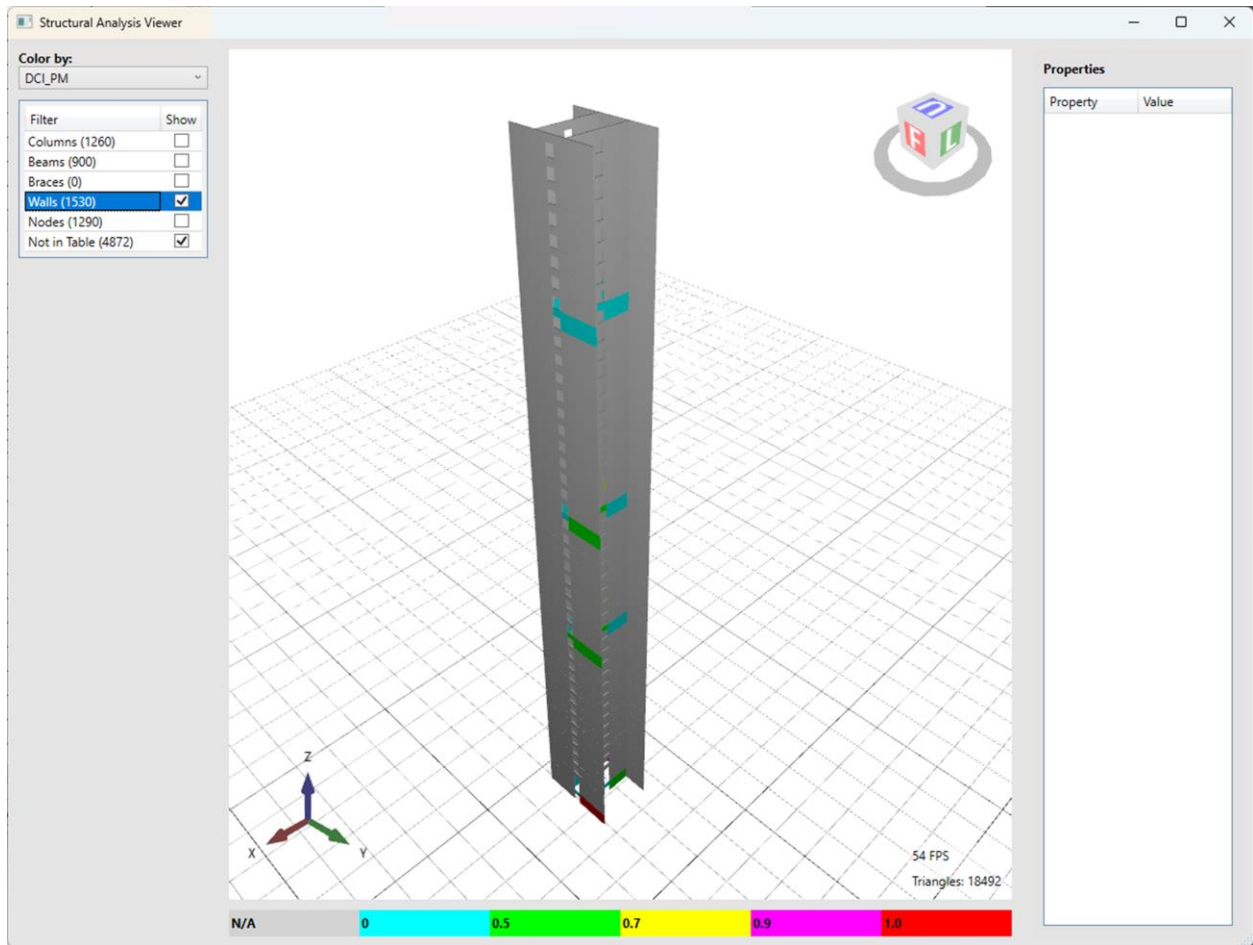 Structural Analysis Viewer
Color by:
DCI_PM
Filter Show
Columns (1260)
Beams (900)
Braces (0)
Walls (1530)
Nodes (1290)
Not in Table (4872)
Properties
Property Value
F L
Z
X Y
54 FPS
Triangles: 18492
N/A 0 0.5 0.7 0.9 1.0